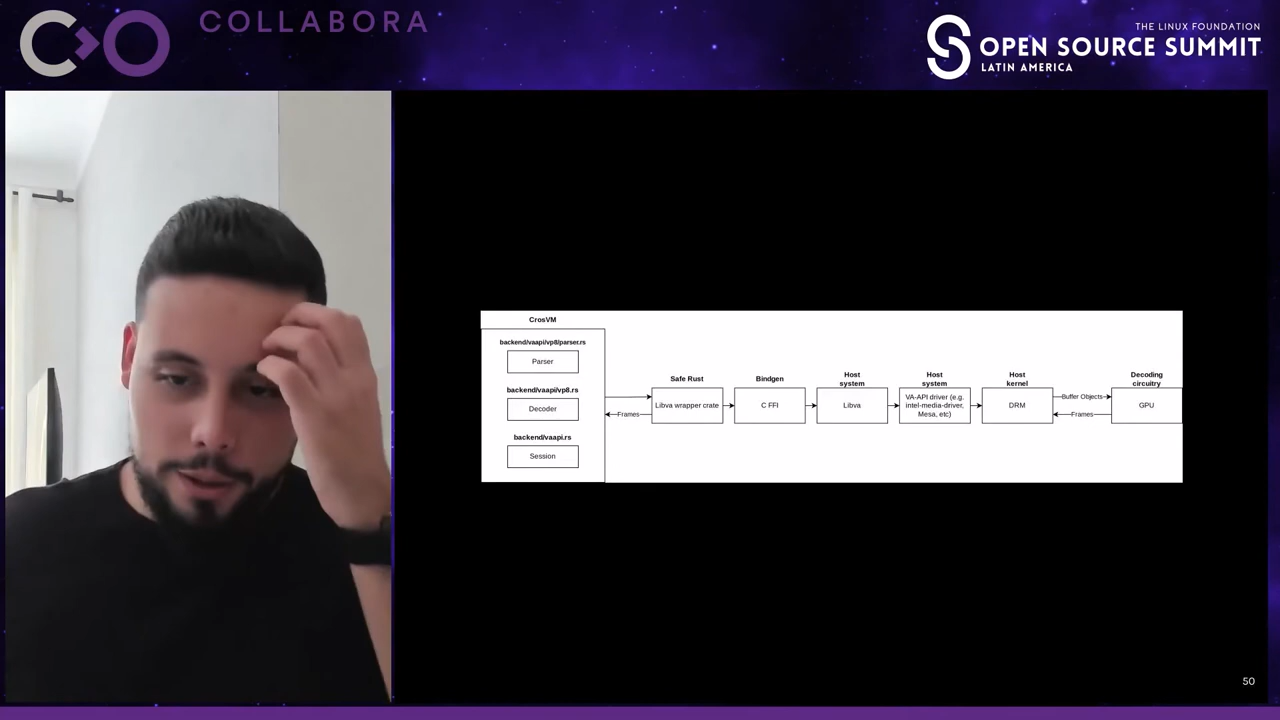 COLLABORA
THE LINUX FOUNDATION
OPEN SOURCE SUMMIT
LATIN AMERICA
CrosVM
backend/vaapi/vp8/parser.rs
Parser
backend/vaapi/vp8.rs
Decoder
backend/vaapi.rs
Session
Frames
Safe Rust
Libva wrapper crate
Bindgen
C FFI
Host
system
Libva
Host
system
VA-API driver (e.g.
intel-media-driver,
Mesa, etc)
Host
kernel
DRM
Buffer Objects
Frames
Decoding
circuitry
GPU
50